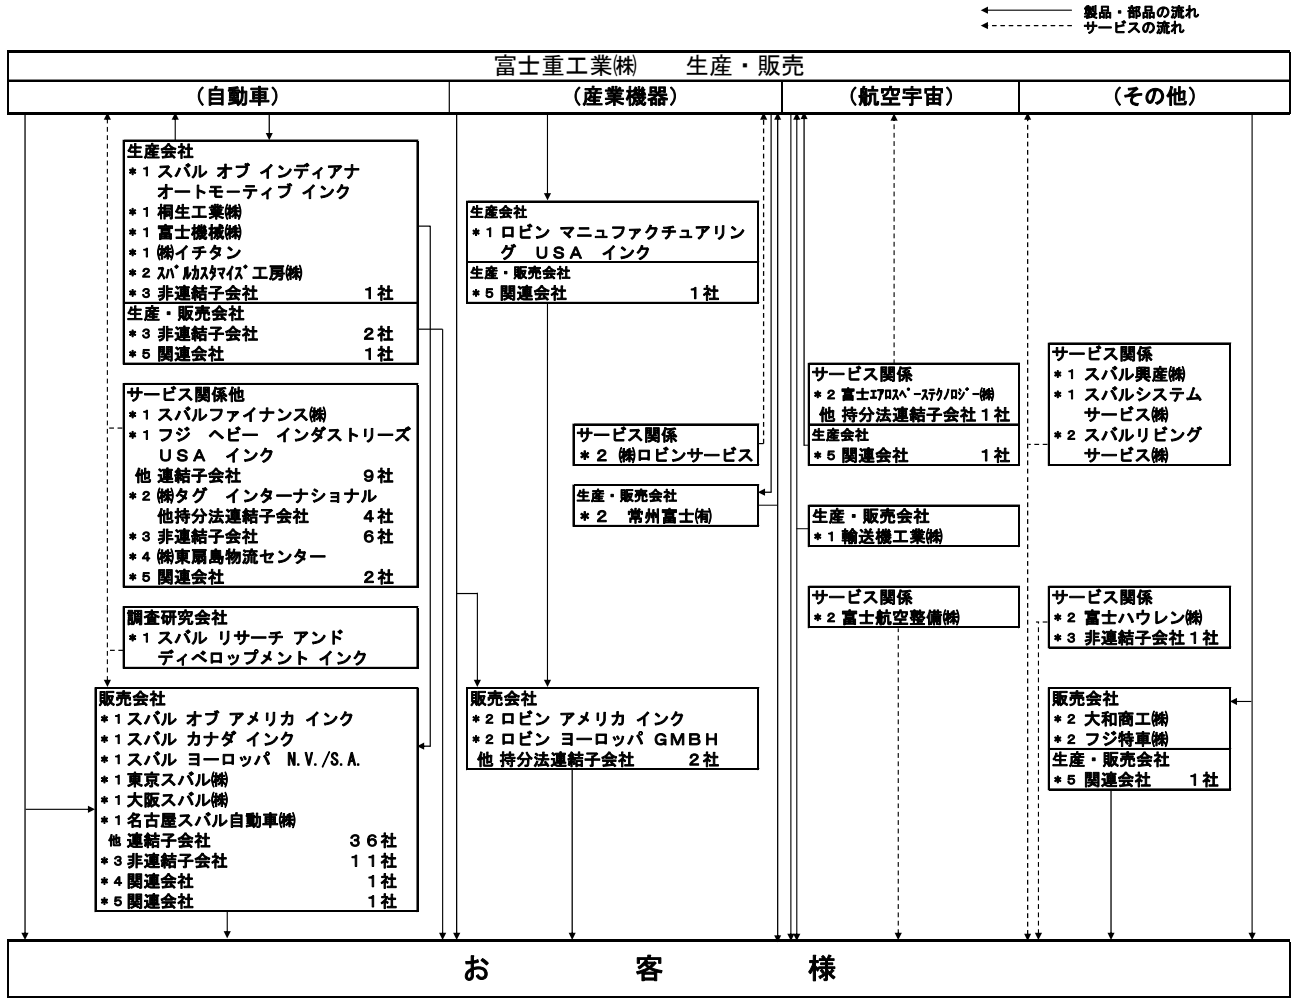 製品・部品の流れ
サービスの流れ
富士重工業㈱　　生産・販売
（自動車）
（産業機器）
（航空宇宙）
（その他）
生産会社
＊1 スバル オブ インディアナ
オートモーティブ インク
＊1 桐生工業㈱
＊1 富士機械㈱
＊1 ㈱イチタン
＊2 ｽﾊﾞﾙｶｽﾀﾏｲｽﾞ工房㈱
＊3 非連結子会社　1社
生産・販売会社
＊3 非連結子会社　2社
＊5 関連会社　1社
サービス関係他
＊1 スバルファイナンス㈱
＊1 フジ　ヘビー　インダストリーズ
ＵＳＡ　インク
他 連結子会社　9社
＊2 ㈱タグ　インターナショナル
他持分法連結子会社　4社
＊3 非連結子会社　6社
＊4 ㈱東扇島物流センター
＊5 関連会社　2社
調査研究会社
＊1 スバル リサーチ アンド
ディベロップメント インク
販売会社
＊1 スバル オブ アメリカ インク
＊1 スバル カナダ インク
＊1 スバル ヨーロッパ N.V./S.A.
＊1 東京スバル㈱
＊1 大阪スバル㈱
＊1 名古屋スバル自動車㈱
他 連結子会社　３６社
＊3 非連結子会社　１１社
＊4 関連会社　1社
＊5 関連会社　1社
生産会社
＊1 ロビン マニュファクチュアリン
グ　ＵＳＡ　インク
生産・販売会社
＊5 関連会社　1社
サービス関係
＊2 ㈱ロビンサービス
生産・販売会社
＊2　常州富士㈲
販売会社
＊2 ロビン アメリカ インク
＊2 ロビン ヨーロッパ ＧＭＢＨ
他 持分法連結子会社　2社
サービス関係
＊2 富士ｴｱﾛｽﾍﾟｰｽﾃｸﾉﾛｼﾞｰ㈱
他 持分法連結子会社1社
生産会社
＊5 関連会社　1社
生産・販売会社
＊1 輸送機工業㈱
サービス関係
＊2 富士航空整備㈱
サービス関係
＊1 スバル興産㈱
＊1 スバルシステム
サービス㈱
＊2 スバルリビング
サービス㈱
サービス関係
＊2 富士ハウレン㈱
＊3 非連結子会社1社
販売会社
＊2 大和商工㈱
＊2 フジ特車㈱
生産・販売会社
＊5 関連会社　1社
お　客　様